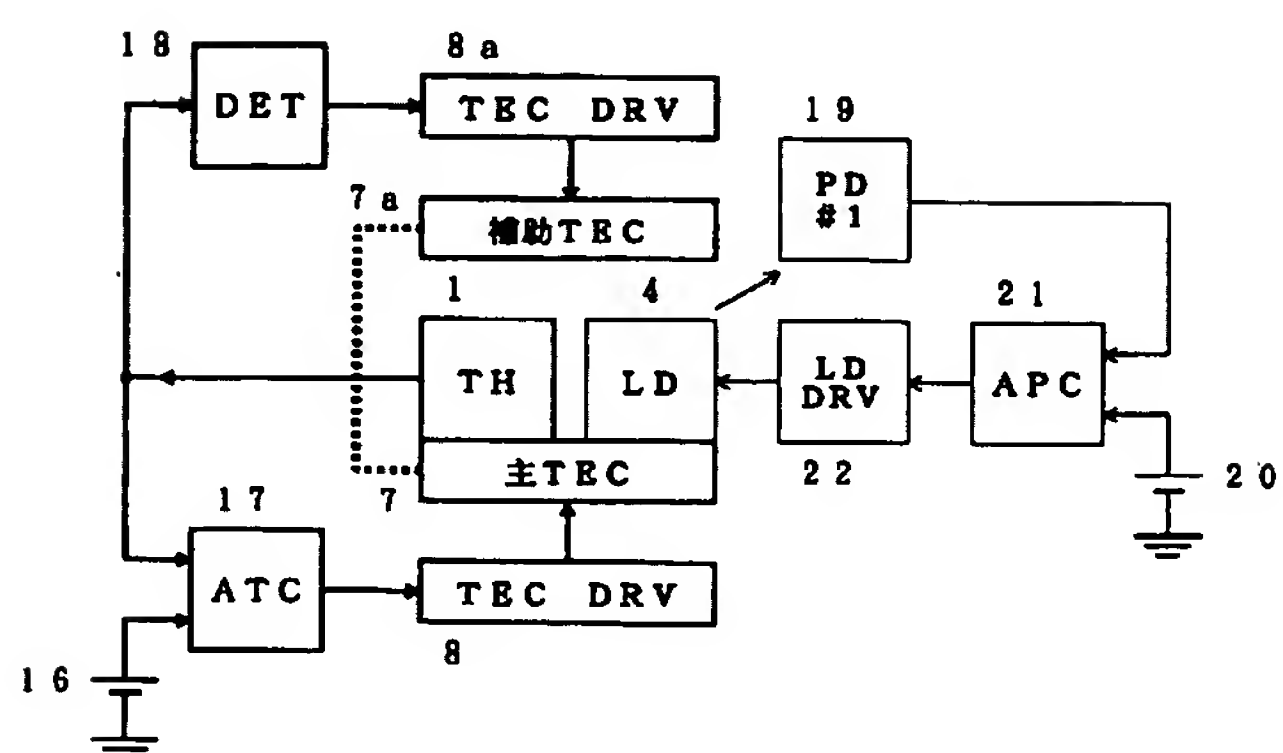 18
8a
DET
TEC DRV
19
PD
#1
7a
補助TEC
1
4
21
TH
LD
LD
DRV
APC
主TEC
7
22
20
17
ATC
TEC DRV
8
16